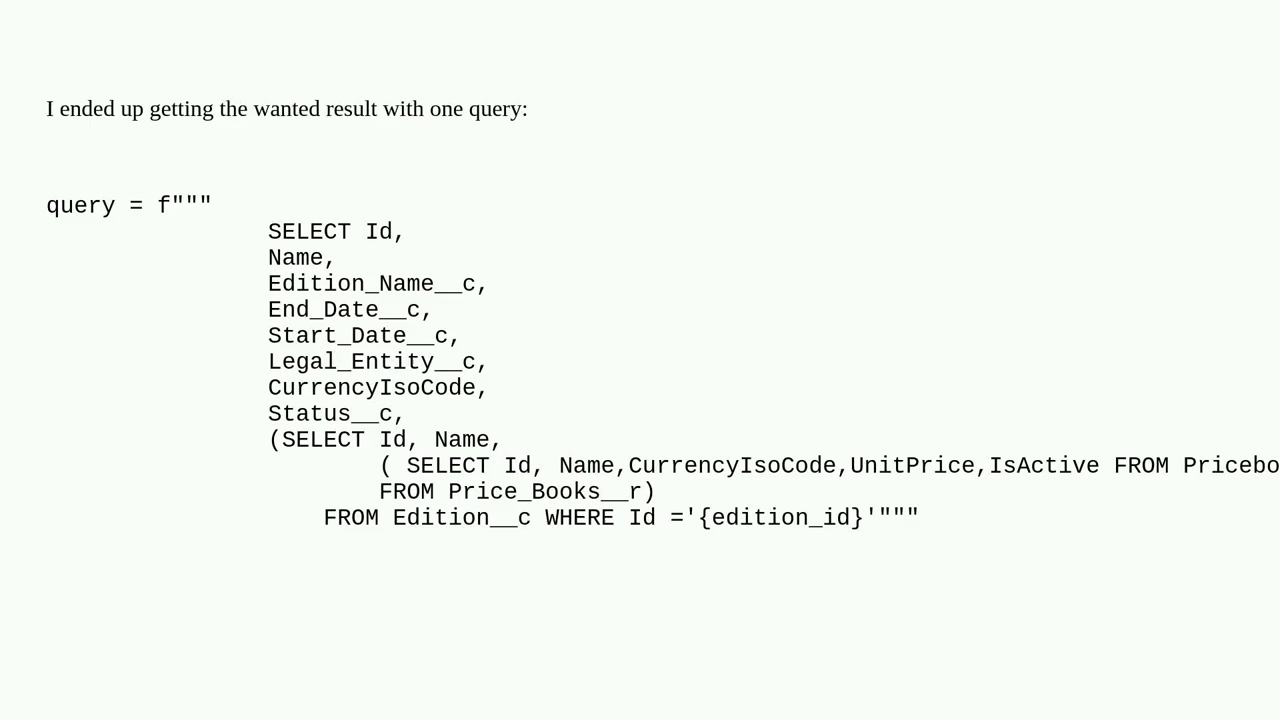 I ended up getting the wanted result with one query:
query = f"""
SELECT Id,
Name,
Edition_Name__c,
End_Date__c,
Start_Date__c,
Legal_Entity__c,
CurrencyIsoCode,
Status__c,
(SELECT Id, Name,
( SELECT Id, Name,CurrencyIsoCode,UnitPrice,IsActive FROM
FROM Price_Books__r)
FROM Edition__c WHERE Id ='{edition_id}'"""